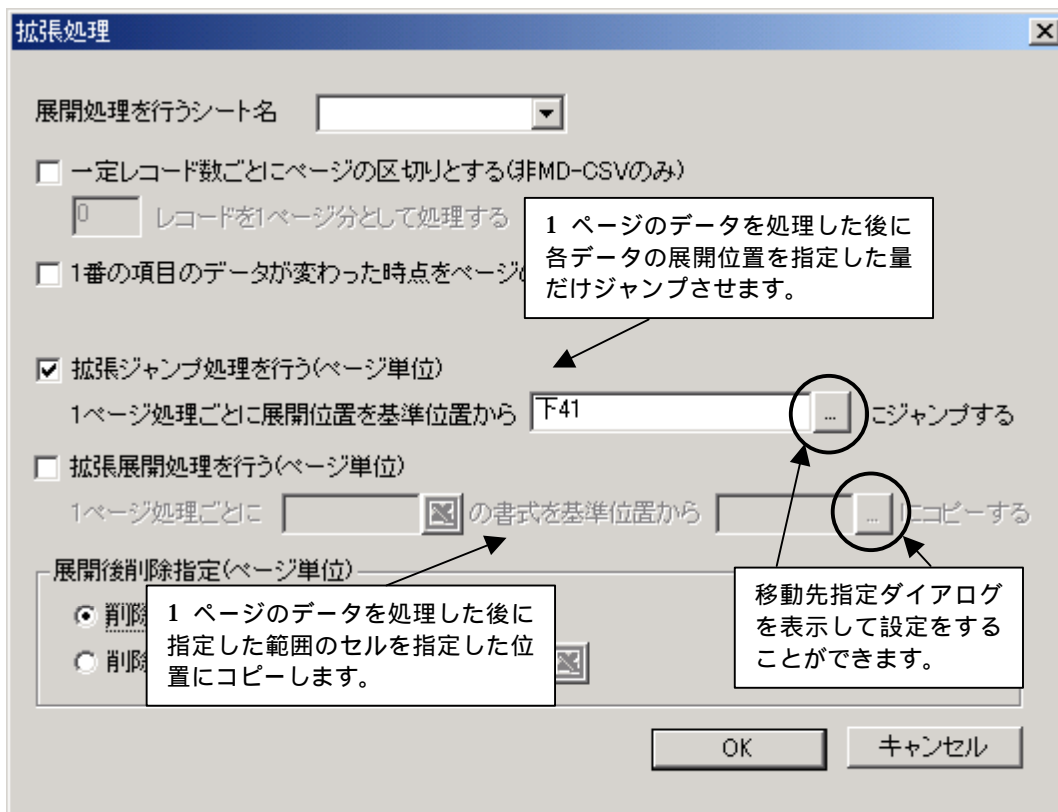 拡張処理
展開処理を行うシート名
一定レコード数ごとにページの区切りとする(非MD-CSVのみ)
0 レコードを1ページ分として処理する
1 ページのデータを処理した後に
各データの展開位置を指定した量
だけジャンプさせます。
1番の項目のデータが変わった時点をページ
拡張ジャンプ処理を行う(ページ単位)
1ページ処理ごとに展開位置を基準位置から 下41 ... にジャンプする
拡張展開処理を行う(ページ単位)
1ページ処理ごとに の書式を基準位置から ... にコピーする
展開後削除指定(ページ単位)
削除
削除
1 ページのデータを処理した後に
指定した範囲のセルを指定した位
置にコピーします。
移動先指定ダイアログ
を表示して設定をする
ことができます。
OK キャンセル